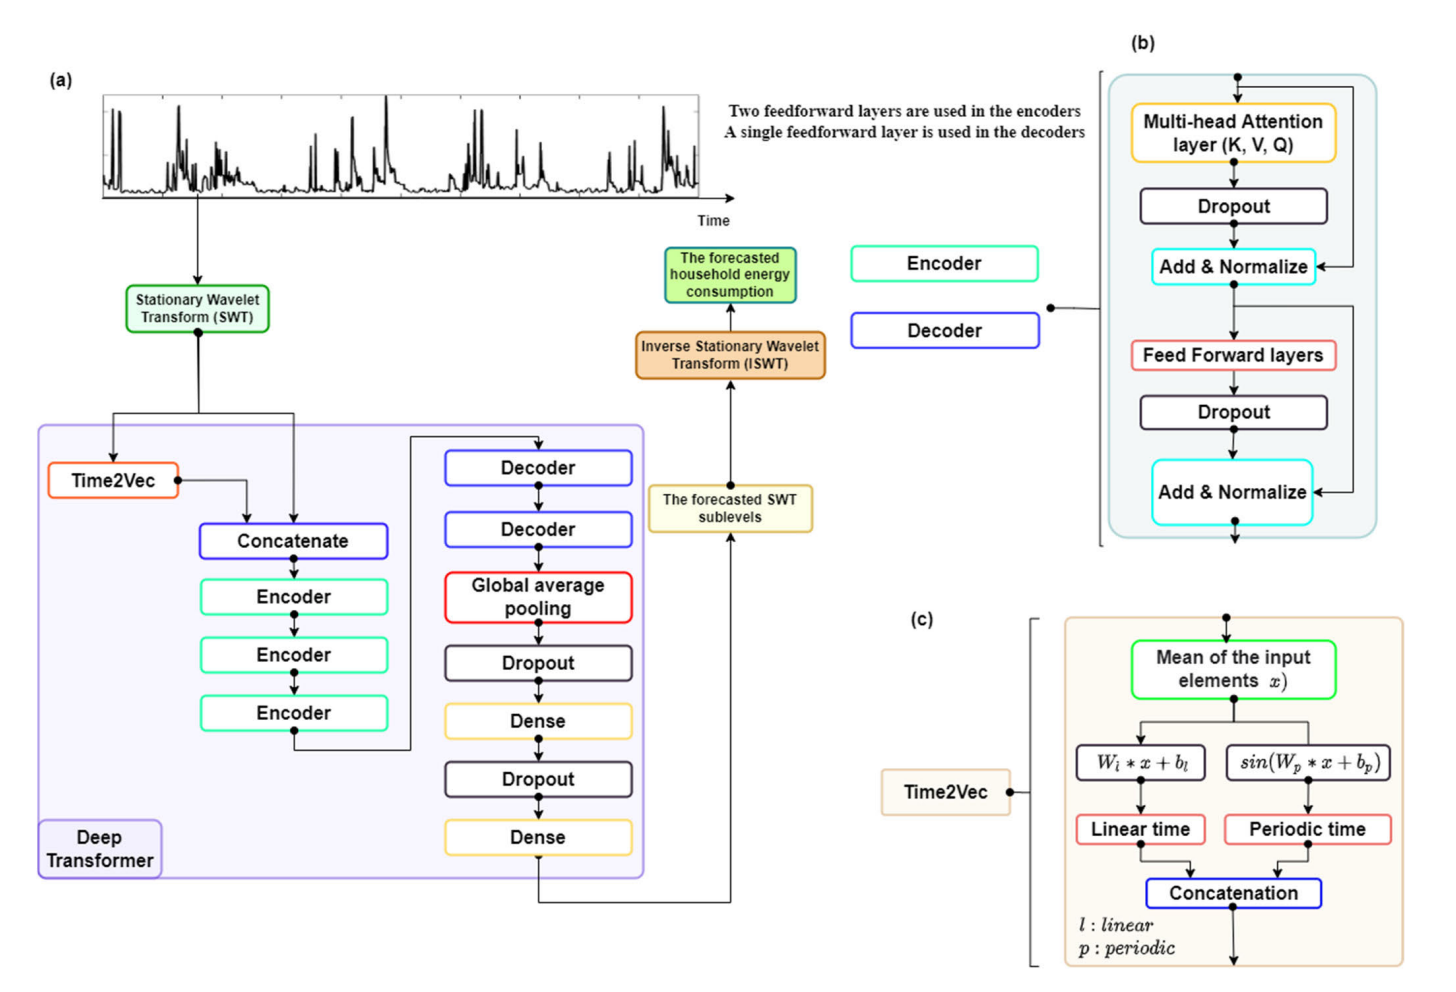 (a)
Time
Two feedforward layers are used in the encoders
A single feedforward layer is used in the decoders
Stationary Wavelet
Transform (SWT)
Time2Vec
Concatenate
Encoder
Encoder
Encoder
Decoder
Decoder
Global average
pooling
Dropout
Dense
Dropout
Dense
Deep
Transformer
The forecasted SWT
sublevels
Inverse Stationary Wavelet
Transform (ISWT)
The forecasted
household energy
consumption
Encoder
Decoder
(b)
Multi-head Attention
layer (K, V, Q)
Dropout
Add & Normalize
Feed Forward layers
Dropout
Add & Normalize
(c)
Time2Vec
Mean of the input
elements x)
W_l * x + b_l
sin(W_p * x + b_p)
Linear time
Periodic time
Concatenation
l : linear
p : periodic